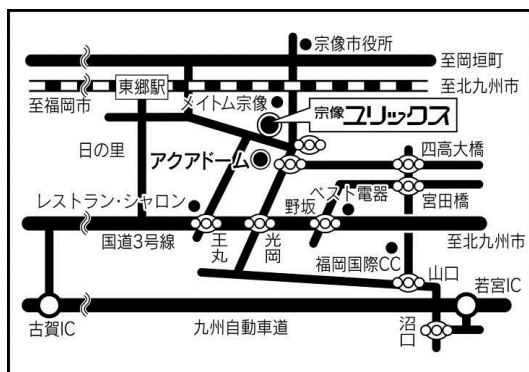 宗像市役所
至岡垣町
東郷駅
至北九州市
至福岡市
メイトム宗像
宗像ユリックス
日の里
アクアドーム
四高大橋
レストラン・シャロン
ベスト電器
宮田橋
野坂
国道3号線
王丸
光岡
至北九州市
福岡国際CC
山口
若宮IC
古賀IC
九州自動車道
沼口